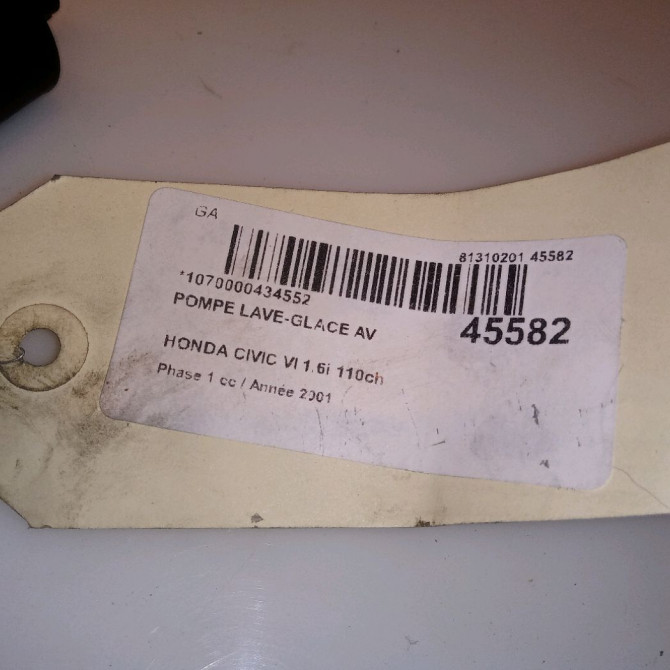 GA
81310201 45582
*1070000434552
POMPE LAVE-GLACE AV
45582
HONDA CIVIC VI 1.6i 110ch
Phase 1 cc / Année 2001